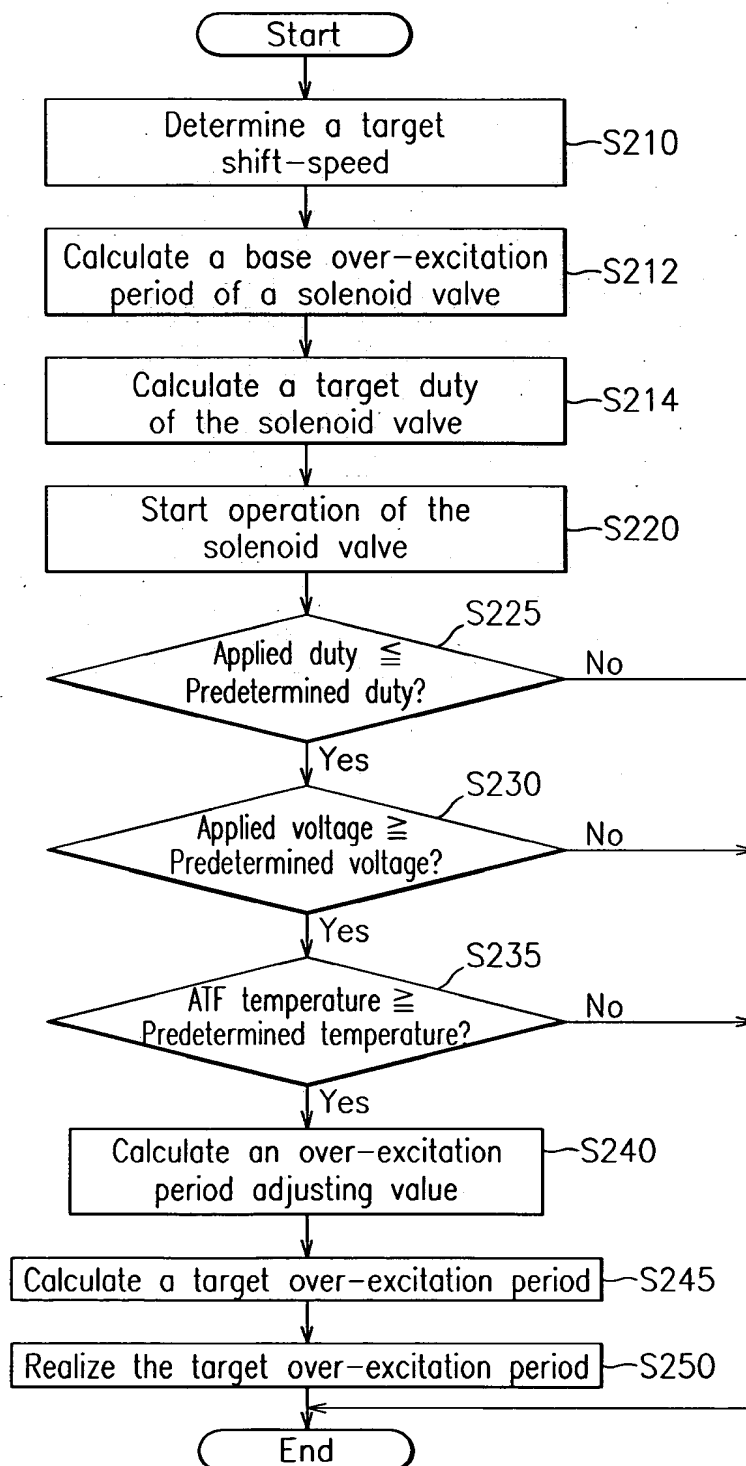 Start
Determine a target
shift-speed
S210
Calculate a base over-excitation
period of a solenoid valve
S212
Calculate a target duty
of the solenoid valve
S214
Start operation of the
solenoid valve
S220
S225
Applied duty ≦
Predetermined duty?
No
Yes
S230
Applied voltage ≧
Predetermined voltage?
No
Yes
S235
ATF temperature ≧
Predetermined temperature?
No
Yes
Calculate an over-excitation
period adjusting value
S240
Calculate a target over-excitation period
S245
Realize the target over-excitation period
S250
End